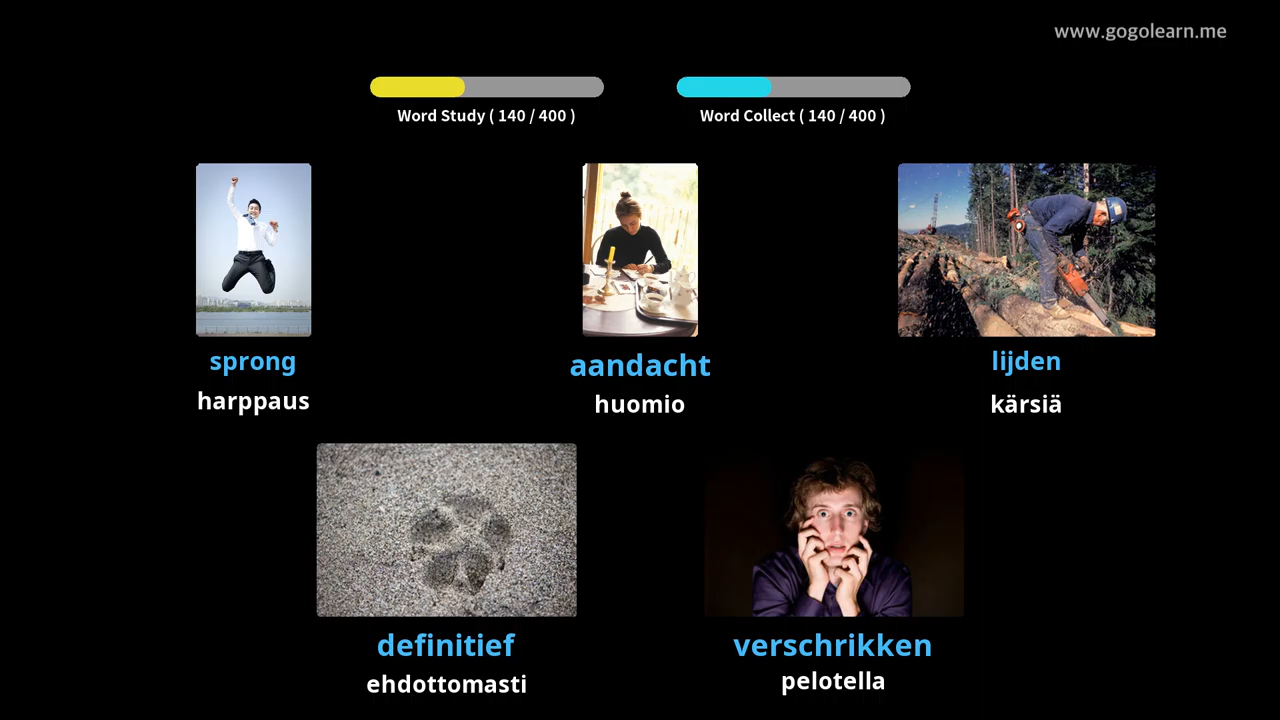 www.gogolearn.me
Word Study ( 140 / 400 )
Word Collect ( 140 / 400 )
sprong
harppaus
aandacht
huomio
lijden
kärsiä
definitief
ehdottomasti
verschrikken
pelotella